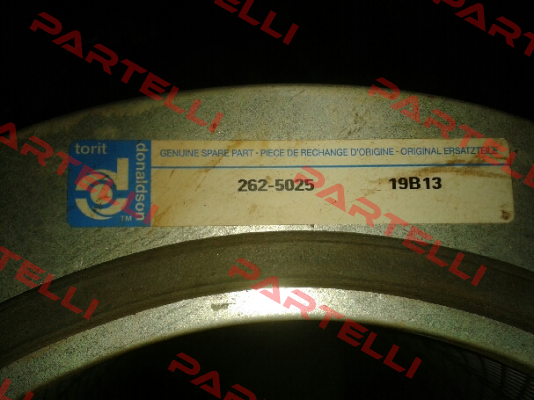 torit
donaldson
TM
GENUINE SPARE PART - PIECE DE RECHANGE D'ORIGINE - ORIGINAL ERSATZTEILE
262-5025 19B13
PARTELLI
PARTELLI
PARTELLI
PARTELLI
PARTELLI
PARTELLI
PARTELLI
PARTELLI